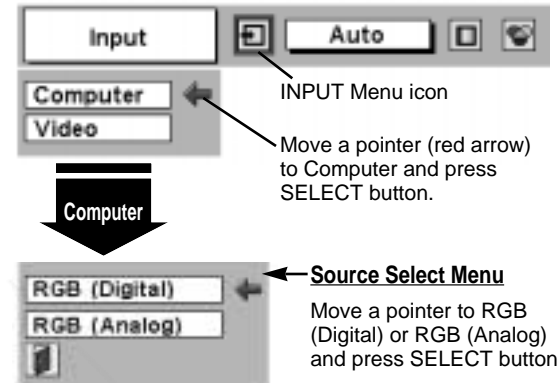 Input
Auto
INPUT Menu icon
Computer
Video
Move a pointer (red arrow)
to Computer and press
SELECT button.
Computer
Source Select Menu
RGB (Digital)
RGB (Analog)
Move a pointer to RGB
(Digital) or RGB (Analog)
and press SELECT button